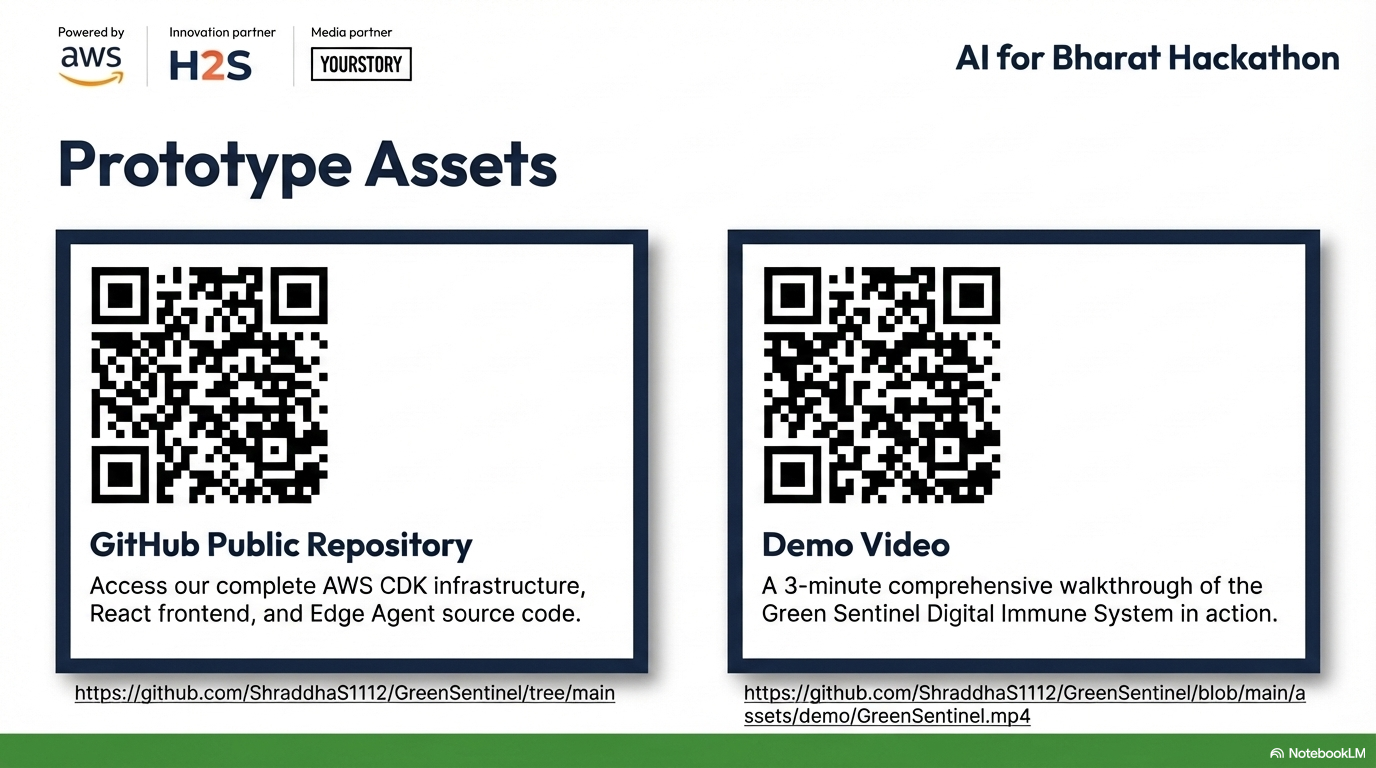 Powered by
aws
Innovation partner
H2S
Media partner
YOURSTORY
AI for Bharat Hackathon
Prototype Assets
GitHub Public Repository
Access our complete AWS CDK infrastructure,
React frontend, and Edge Agent source code.
https://github.com/ShraddhaS1112/GreenSentinel/tree/main
Demo Video
A 3-minute comprehensive walkthrough of the
Green Sentinel Digital Immune System in action.
https://github.com/ShraddhaS1112/GreenSentinel/blob/main/a
ssets/demo/GreenSentinel.mp4
NotebookLM